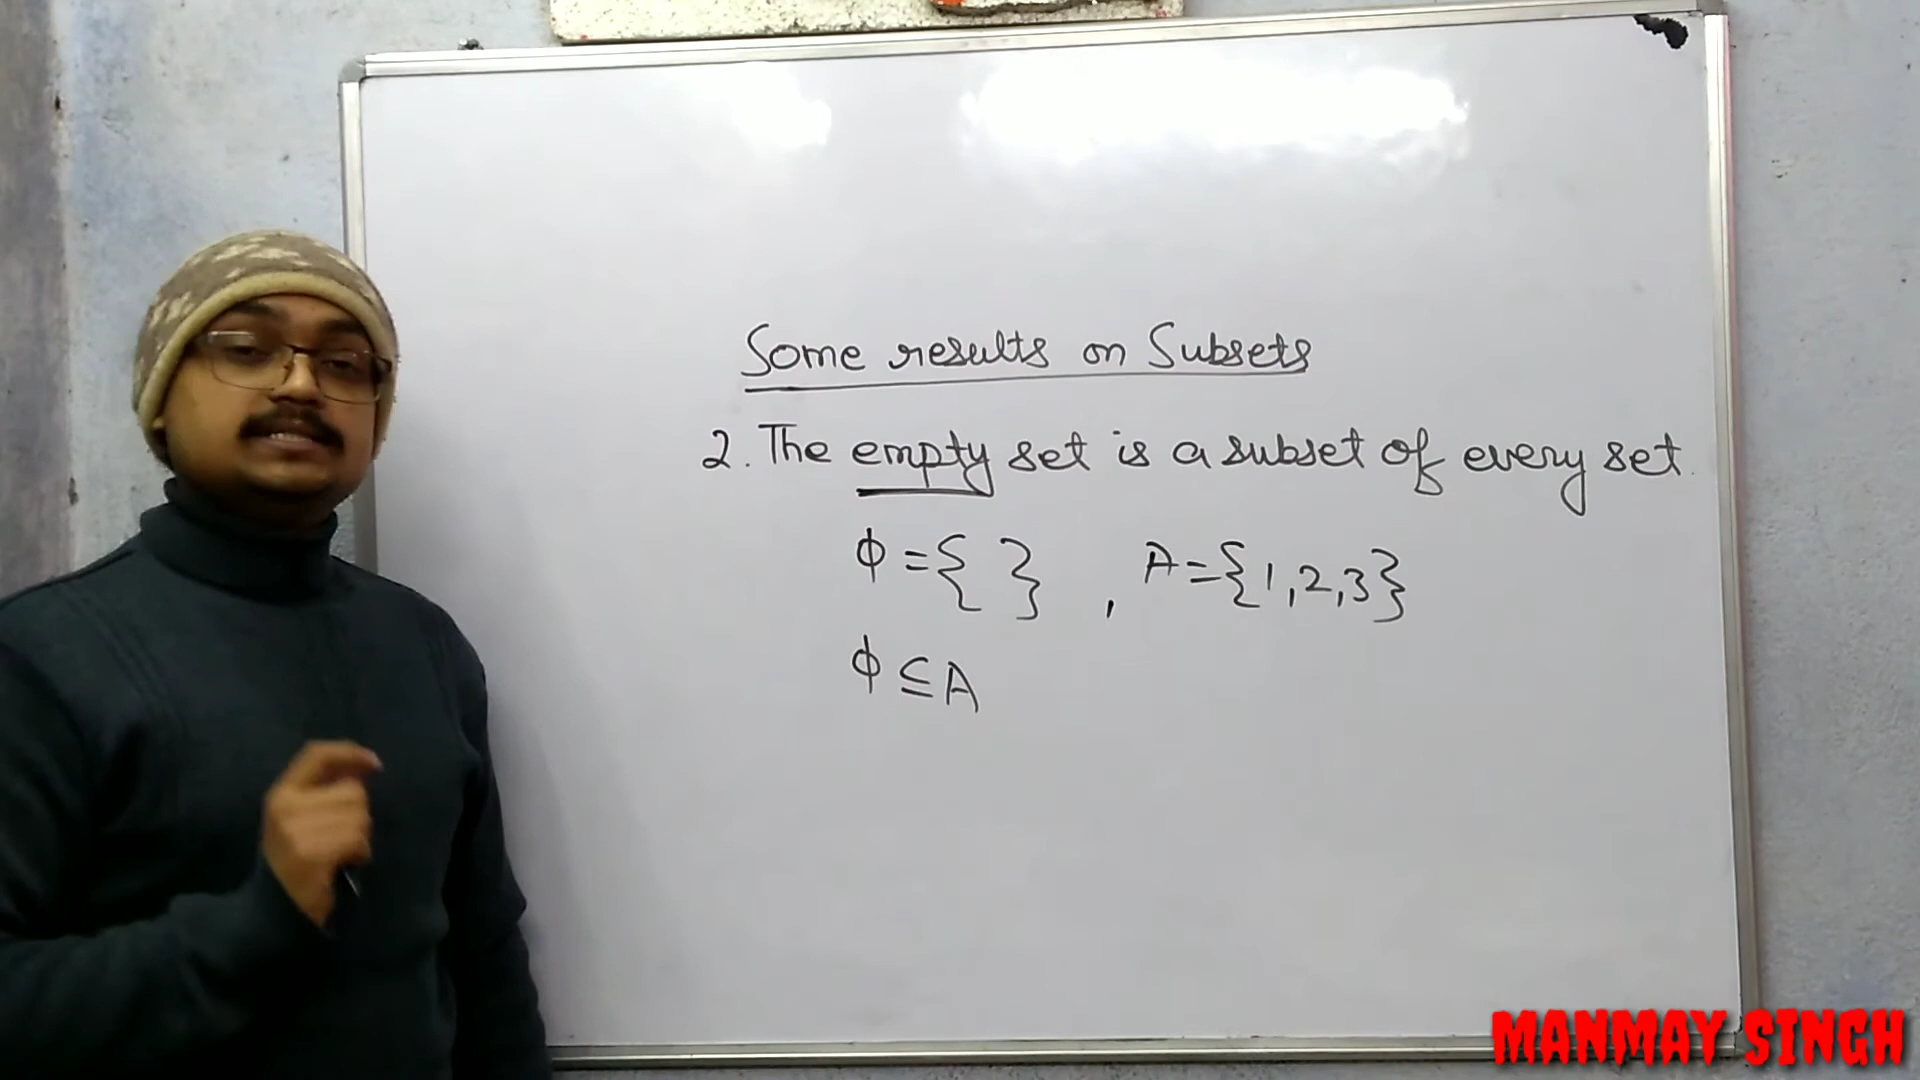 Some results on Subsets
2. The empty set is a subset of every set.
ϕ = { } , A = {1,2,3}
ϕ ⊆ A
MANMAY SINGH